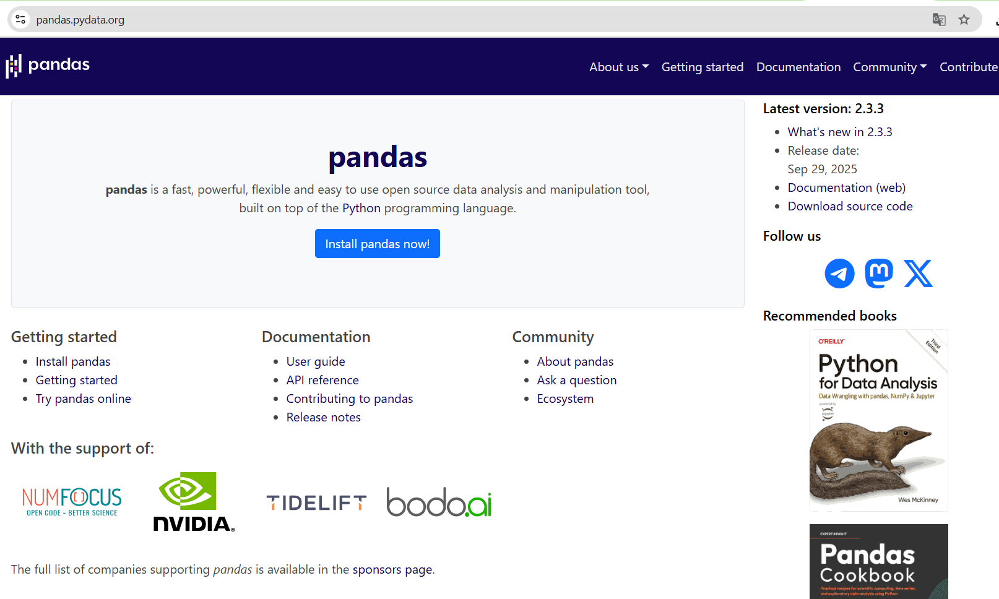 pandas.pydata.org
pandas
About us
Getting started
Documentation
Community
Contribute
pandas
pandas is a fast, powerful, flexible and easy to use open source data analysis and manipulation tool,
built on top of the Python programming language.
Install pandas now!
Getting started
Install pandas
Getting started
Try pandas online
Documentation
User guide
API reference
Contributing to pandas
Release notes
Community
About pandas
Ask a question
Ecosystem
With the support of:
NUMFOCUS
OPEN CODE = BETTER SCIENCE
NVIDIA®
TIDELIFT
bodo.ai
The full list of companies supporting pandas is available in the sponsors page.
Latest version: 2.3.3
What's new in 2.3.3
Release date:
Sep 29, 2025
Documentation (web)
Download source code
Follow us
Recommended books
O'REILLY
Third
Edition
Python
for Data Analysis
Data Wrangling with pandas, NumPy & Jupyter
powered by
jupyter
Wes McKinney
EXPERT INSIGHT
Pandas
Cookbook
Practical recipes for scientific computing, time series,
and exploratory data analysis using Python